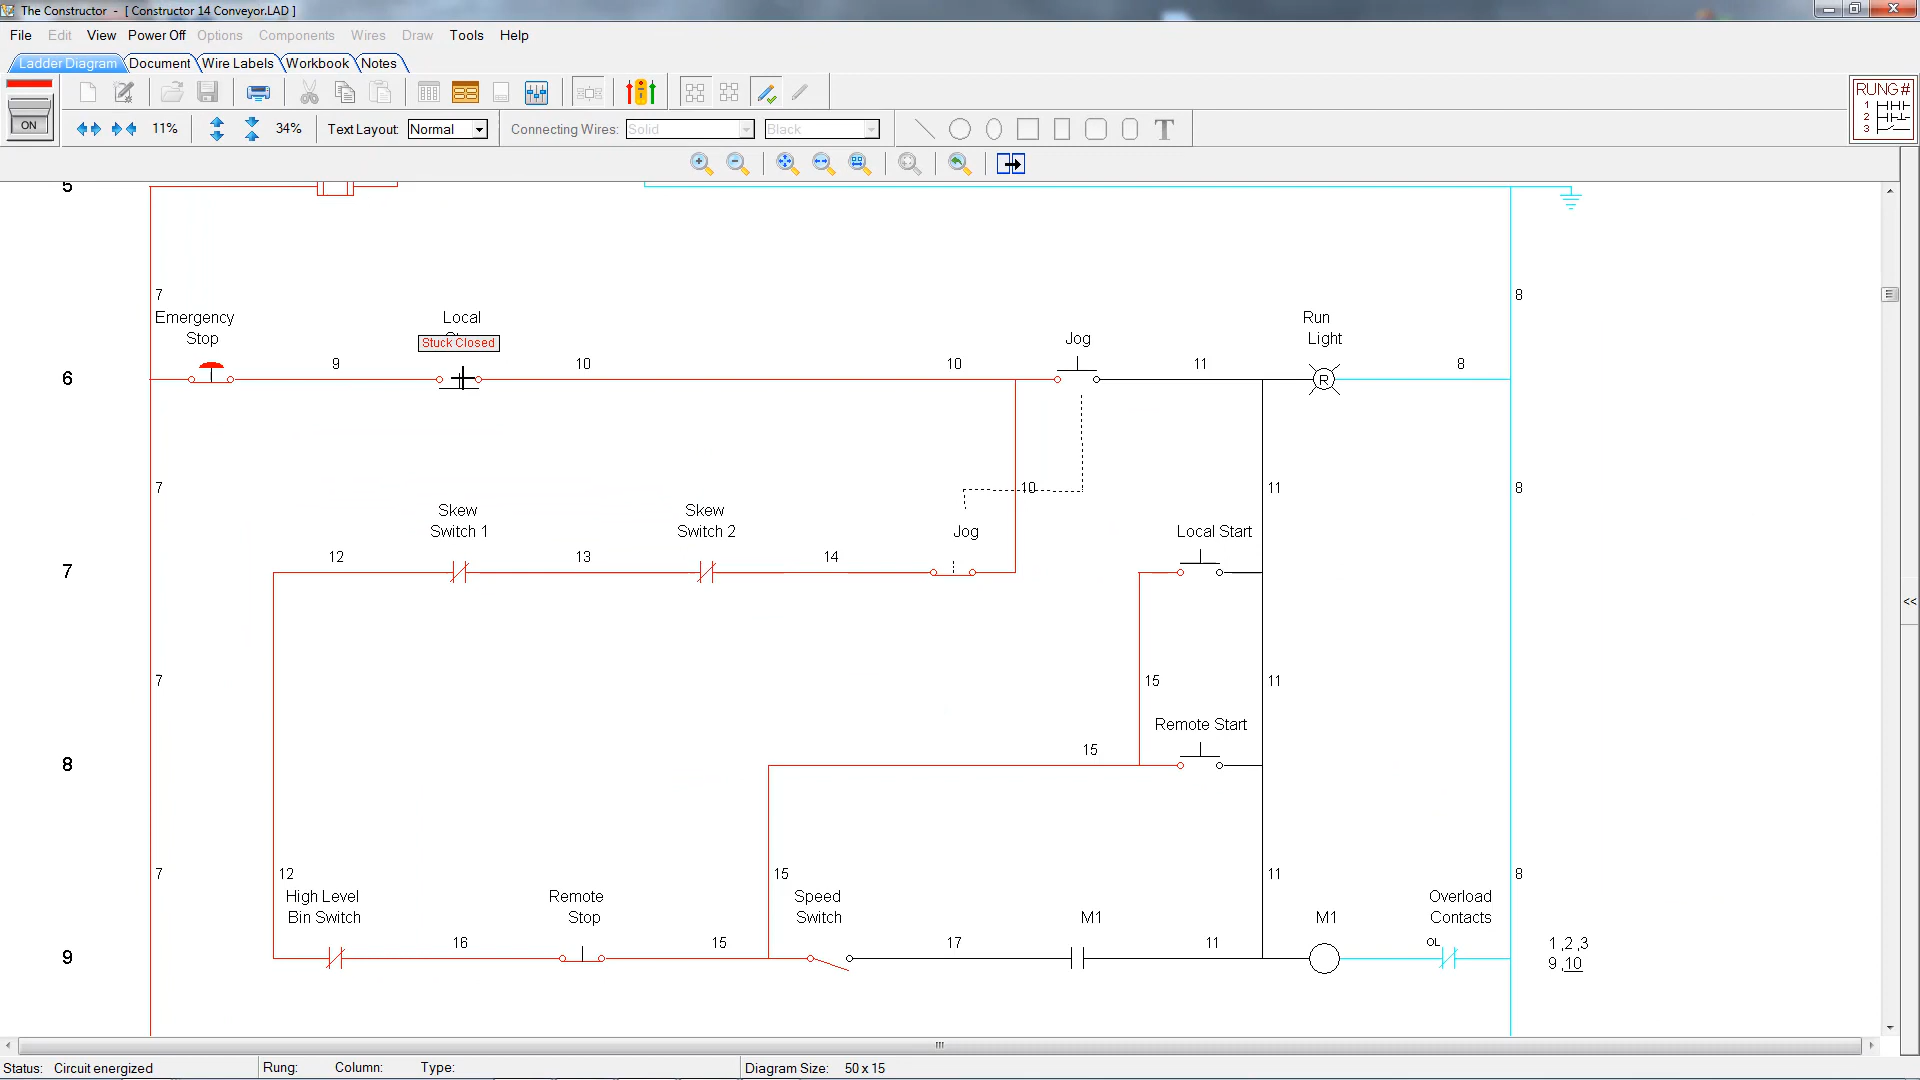 The Constructor - [ Constructor 14 Conveyor.LAD ]
File Edit View Power Off Options Components Wires Draw Tools Help
Ladder Diagram Document Wire Labels Workbook Notes
ON 11% 34% Text Layout: Normal Connecting Wires: Solid Black
RUNG#
1
2
3
5
7 8
Emergency Local Run
Stop Stuck Closed Jog Light
9 10 10 11 8
6 R
7 10 11 8
Skew Skew
Switch 1 Switch 2 Jog Local Start
12 13 14
7
7 15 11
Remote Start
15
8
7 12 15 11 8
High Level Remote Speed Overload
Bin Switch Stop Switch M1 M1 Contacts
16 15 17 11 OL 1 ,2 ,3
9 9 ,10
<<
Status: Circuit energized Rung: Column: Type: Diagram Size: 50 x 15